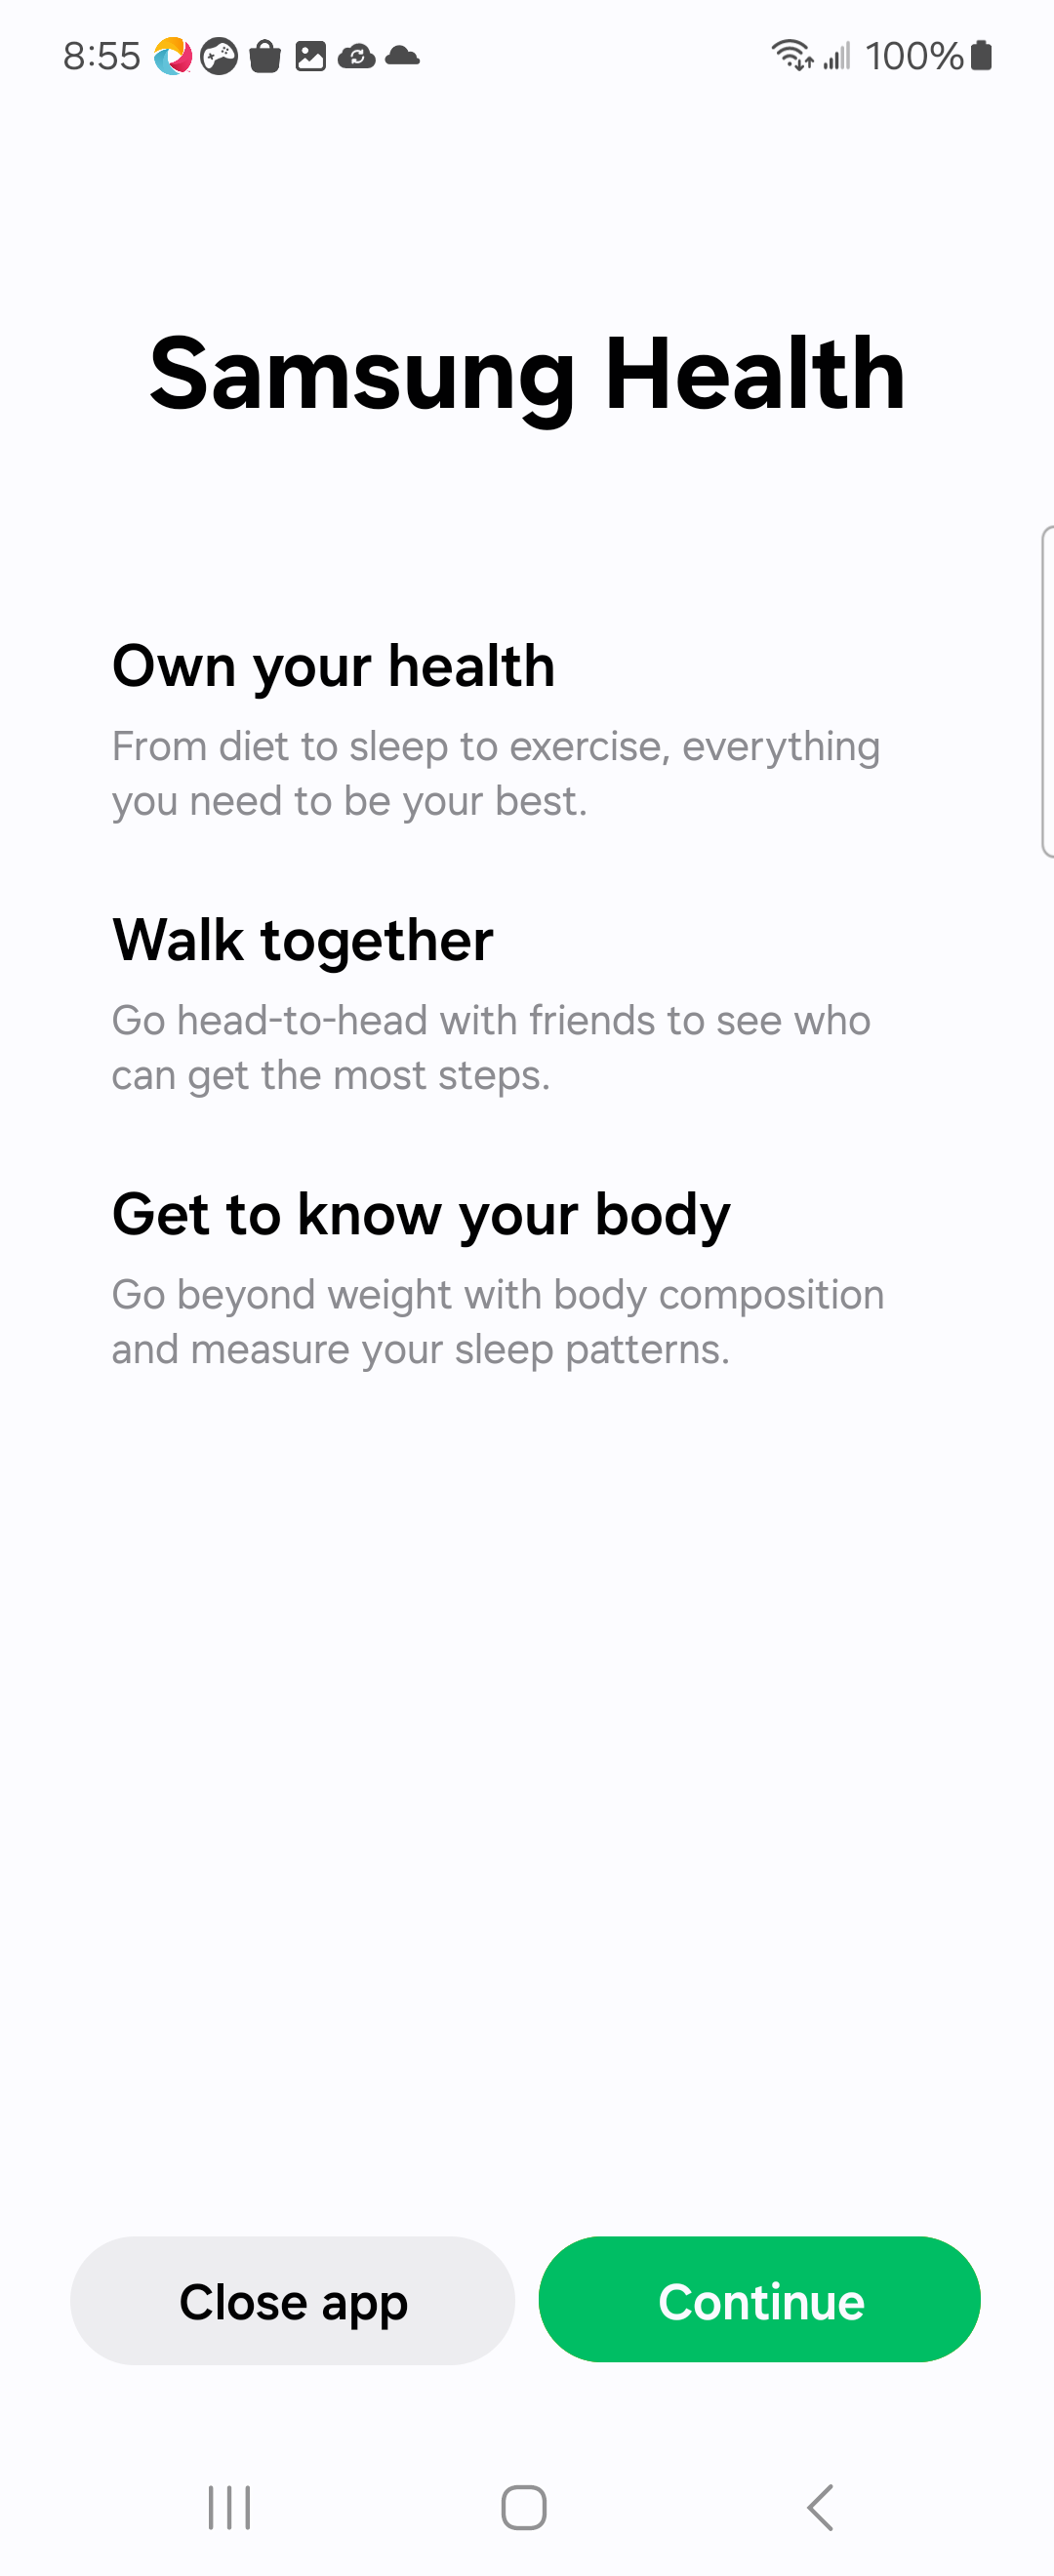 8:55
100%
Samsung Health
Own your health
From diet to sleep to exercise, everything
you need to be your best.
Walk together
Go head-to-head with friends to see who
can get the most steps.
Get to know your body
Go beyond weight with body composition
and measure your sleep patterns.
Close app
Continue